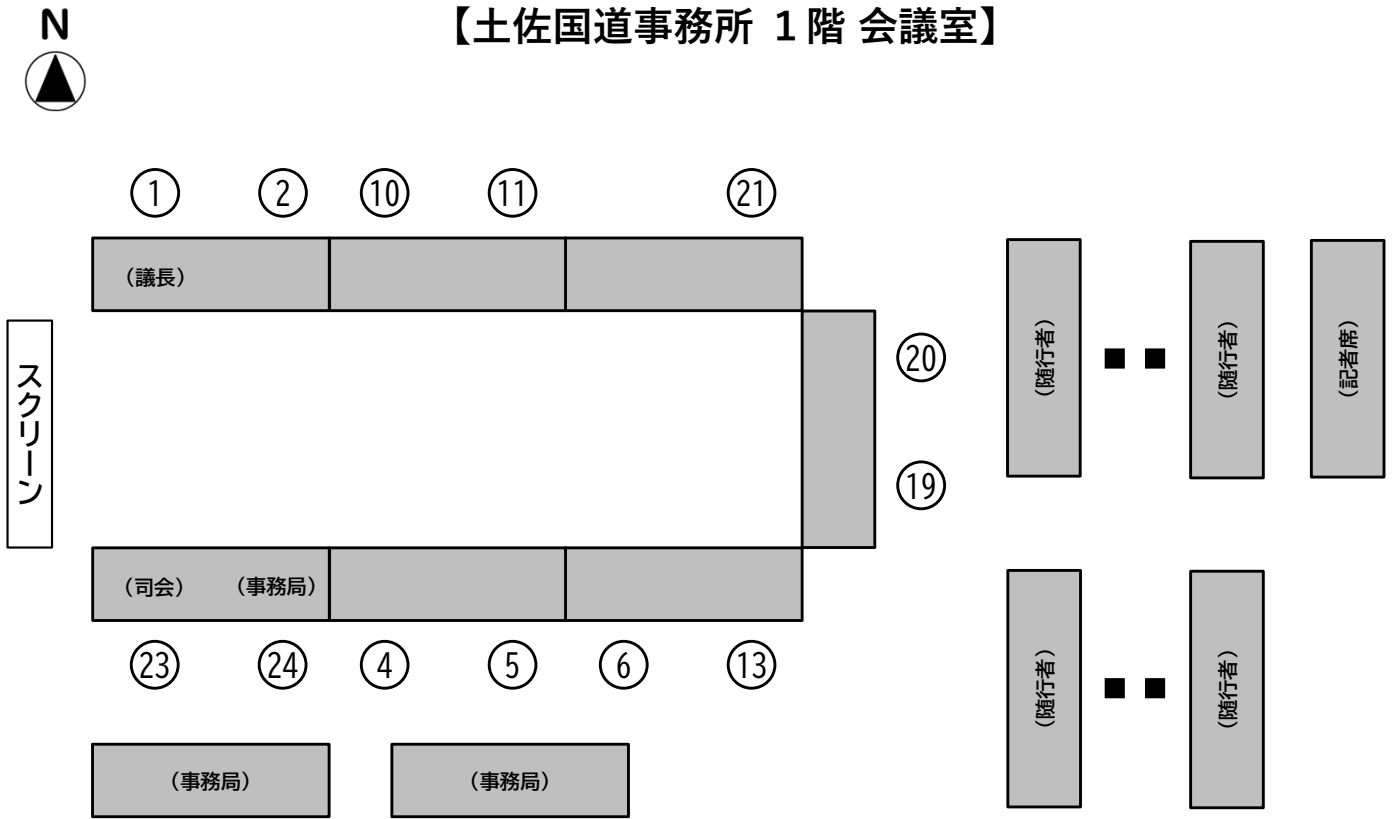 N
【土佐国道事務所 １階 会議室】
① ② ⑩ ⑪ ㉑
（議長）
スクリーン
⑳
⑲
（随行者）
（随行者）
（記者席）
（司会） （事務局）
㉓ ㉔ ④ ⑤ ⑥ ⑬
（随行者）
（随行者）
（事務局）
（事務局）